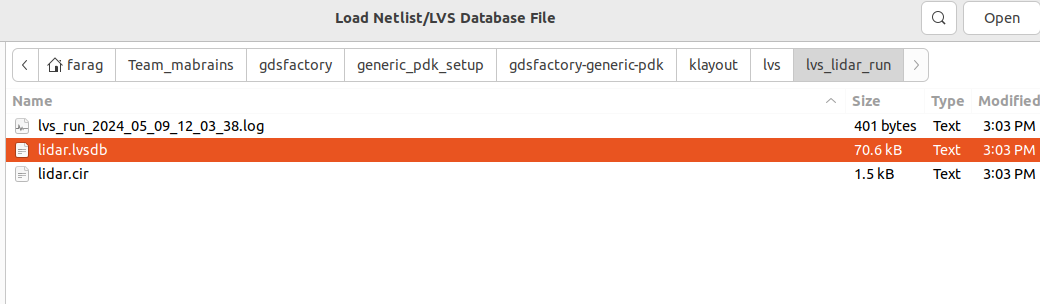 Load Netlist/LVS Database File
Open
farag Team_mabrains gdsfactory generic_pdk_setup gdsfactory-generic-pdk klayout lvs lvs_lidar_run
Name Size Type Modified
lvs_run_2024_05_09_12_03_38.log 401 bytes Text 3:03 PM
lidar.lvsdb 70.6 kB Text 3:03 PM
lidar.cir 1.5 kB Text 3:03 PM